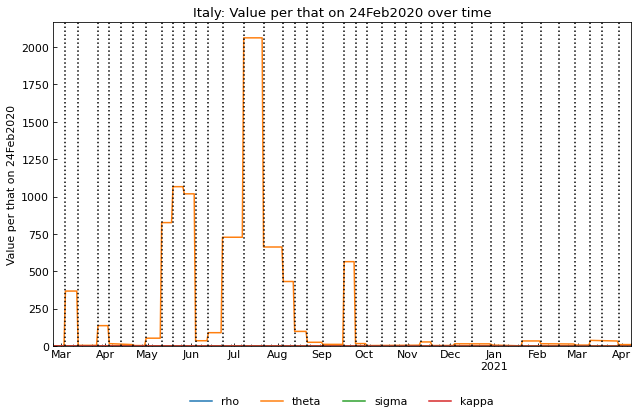 Italy: Value per that on 24Feb2020 over time
Value per that on 24Feb2020
2000
1750
1500
1250
1000
750
500
250
0
Mar Apr May Jun Jul Aug Sep Oct Nov Dec Jan Feb Mar Apr
2021
rho theta sigma kappa